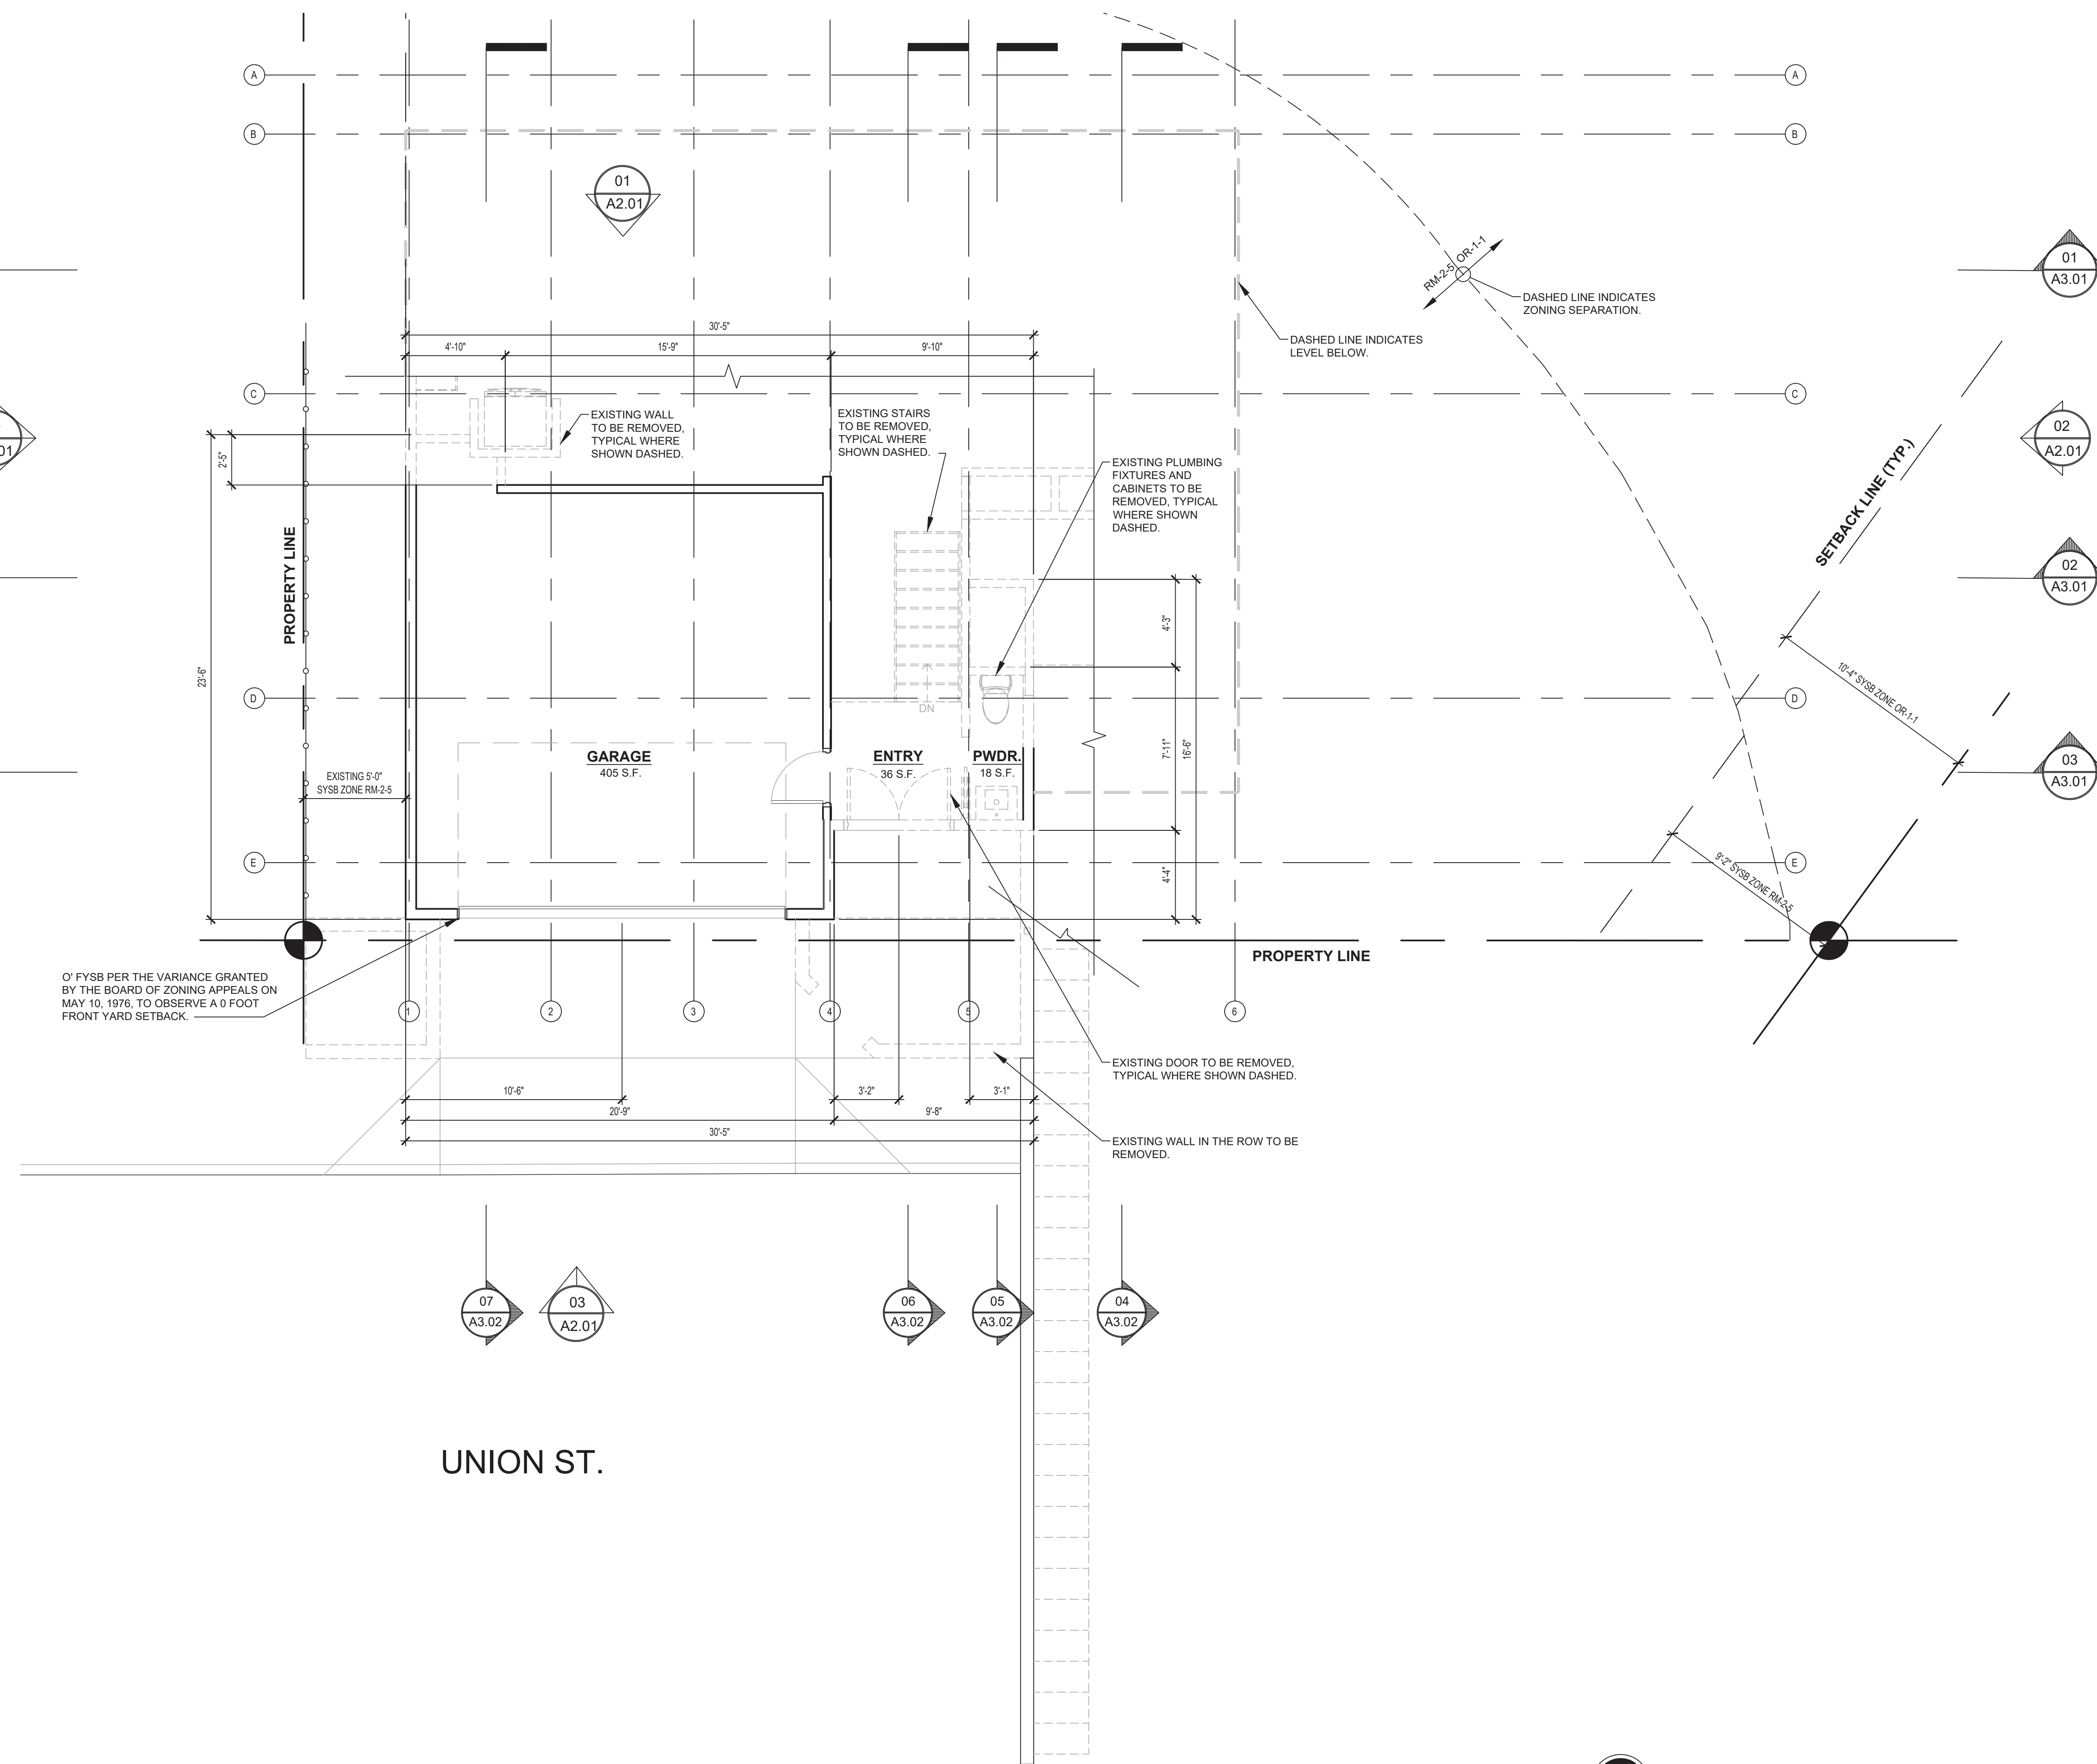 A
A
B
B
01
A2.01
RM-2-5
OR-1-1
01
A3.01
DASHED LINE INDICATES
ZONING SEPARATION.
DASHED LINE INDICATES
LEVEL BELOW.
30'-5"
4'-10"
15'-9"
9'-10"
C
C
EXISTING WALL
TO BE REMOVED,
TYPICAL WHERE
SHOWN DASHED.
EXISTING STAIRS
TO BE REMOVED,
TYPICAL WHERE
SHOWN DASHED.
EXISTING PLUMBING
FIXTURES AND
CABINETS TO BE
REMOVED, TYPICAL
WHERE SHOWN
DASHED.
01
02
A2.01
SETBACK LINE (TYP.)
2'-5"
23'-6"
PROPERTY LINE
02
A3.01
4'-3"
7'-11"
16'-6"
4'-4"
10'-4" SYSB ZONE OR-1-1
D
D
DN
GARAGE
405 S.F.
ENTRY
36 S.F.
PWDR.
18 S.F.
03
A3.01
EXISTING 5'-0"
SYSB ZONE RM-2-5
E
E
9'-2" SYSB ZONE RM-2-5
PROPERTY LINE
O' FYSB PER THE VARIANCE GRANTED
BY THE BOARD OF ZONING APPEALS ON
MAY 10, 1976, TO OBSERVE A 0 FOOT
FRONT YARD SETBACK.
1
2
3
4
5
6
EXISTING DOOR TO BE REMOVED,
TYPICAL WHERE SHOWN DASHED.
10'-6"
3'-2"
3'-1"
20'-9"
9'-8"
30'-5"
EXISTING WALL IN THE ROW TO BE
REMOVED.
07
A3.02
03
A2.01
06
A3.02
05
A3.02
04
A3.02
UNION ST.